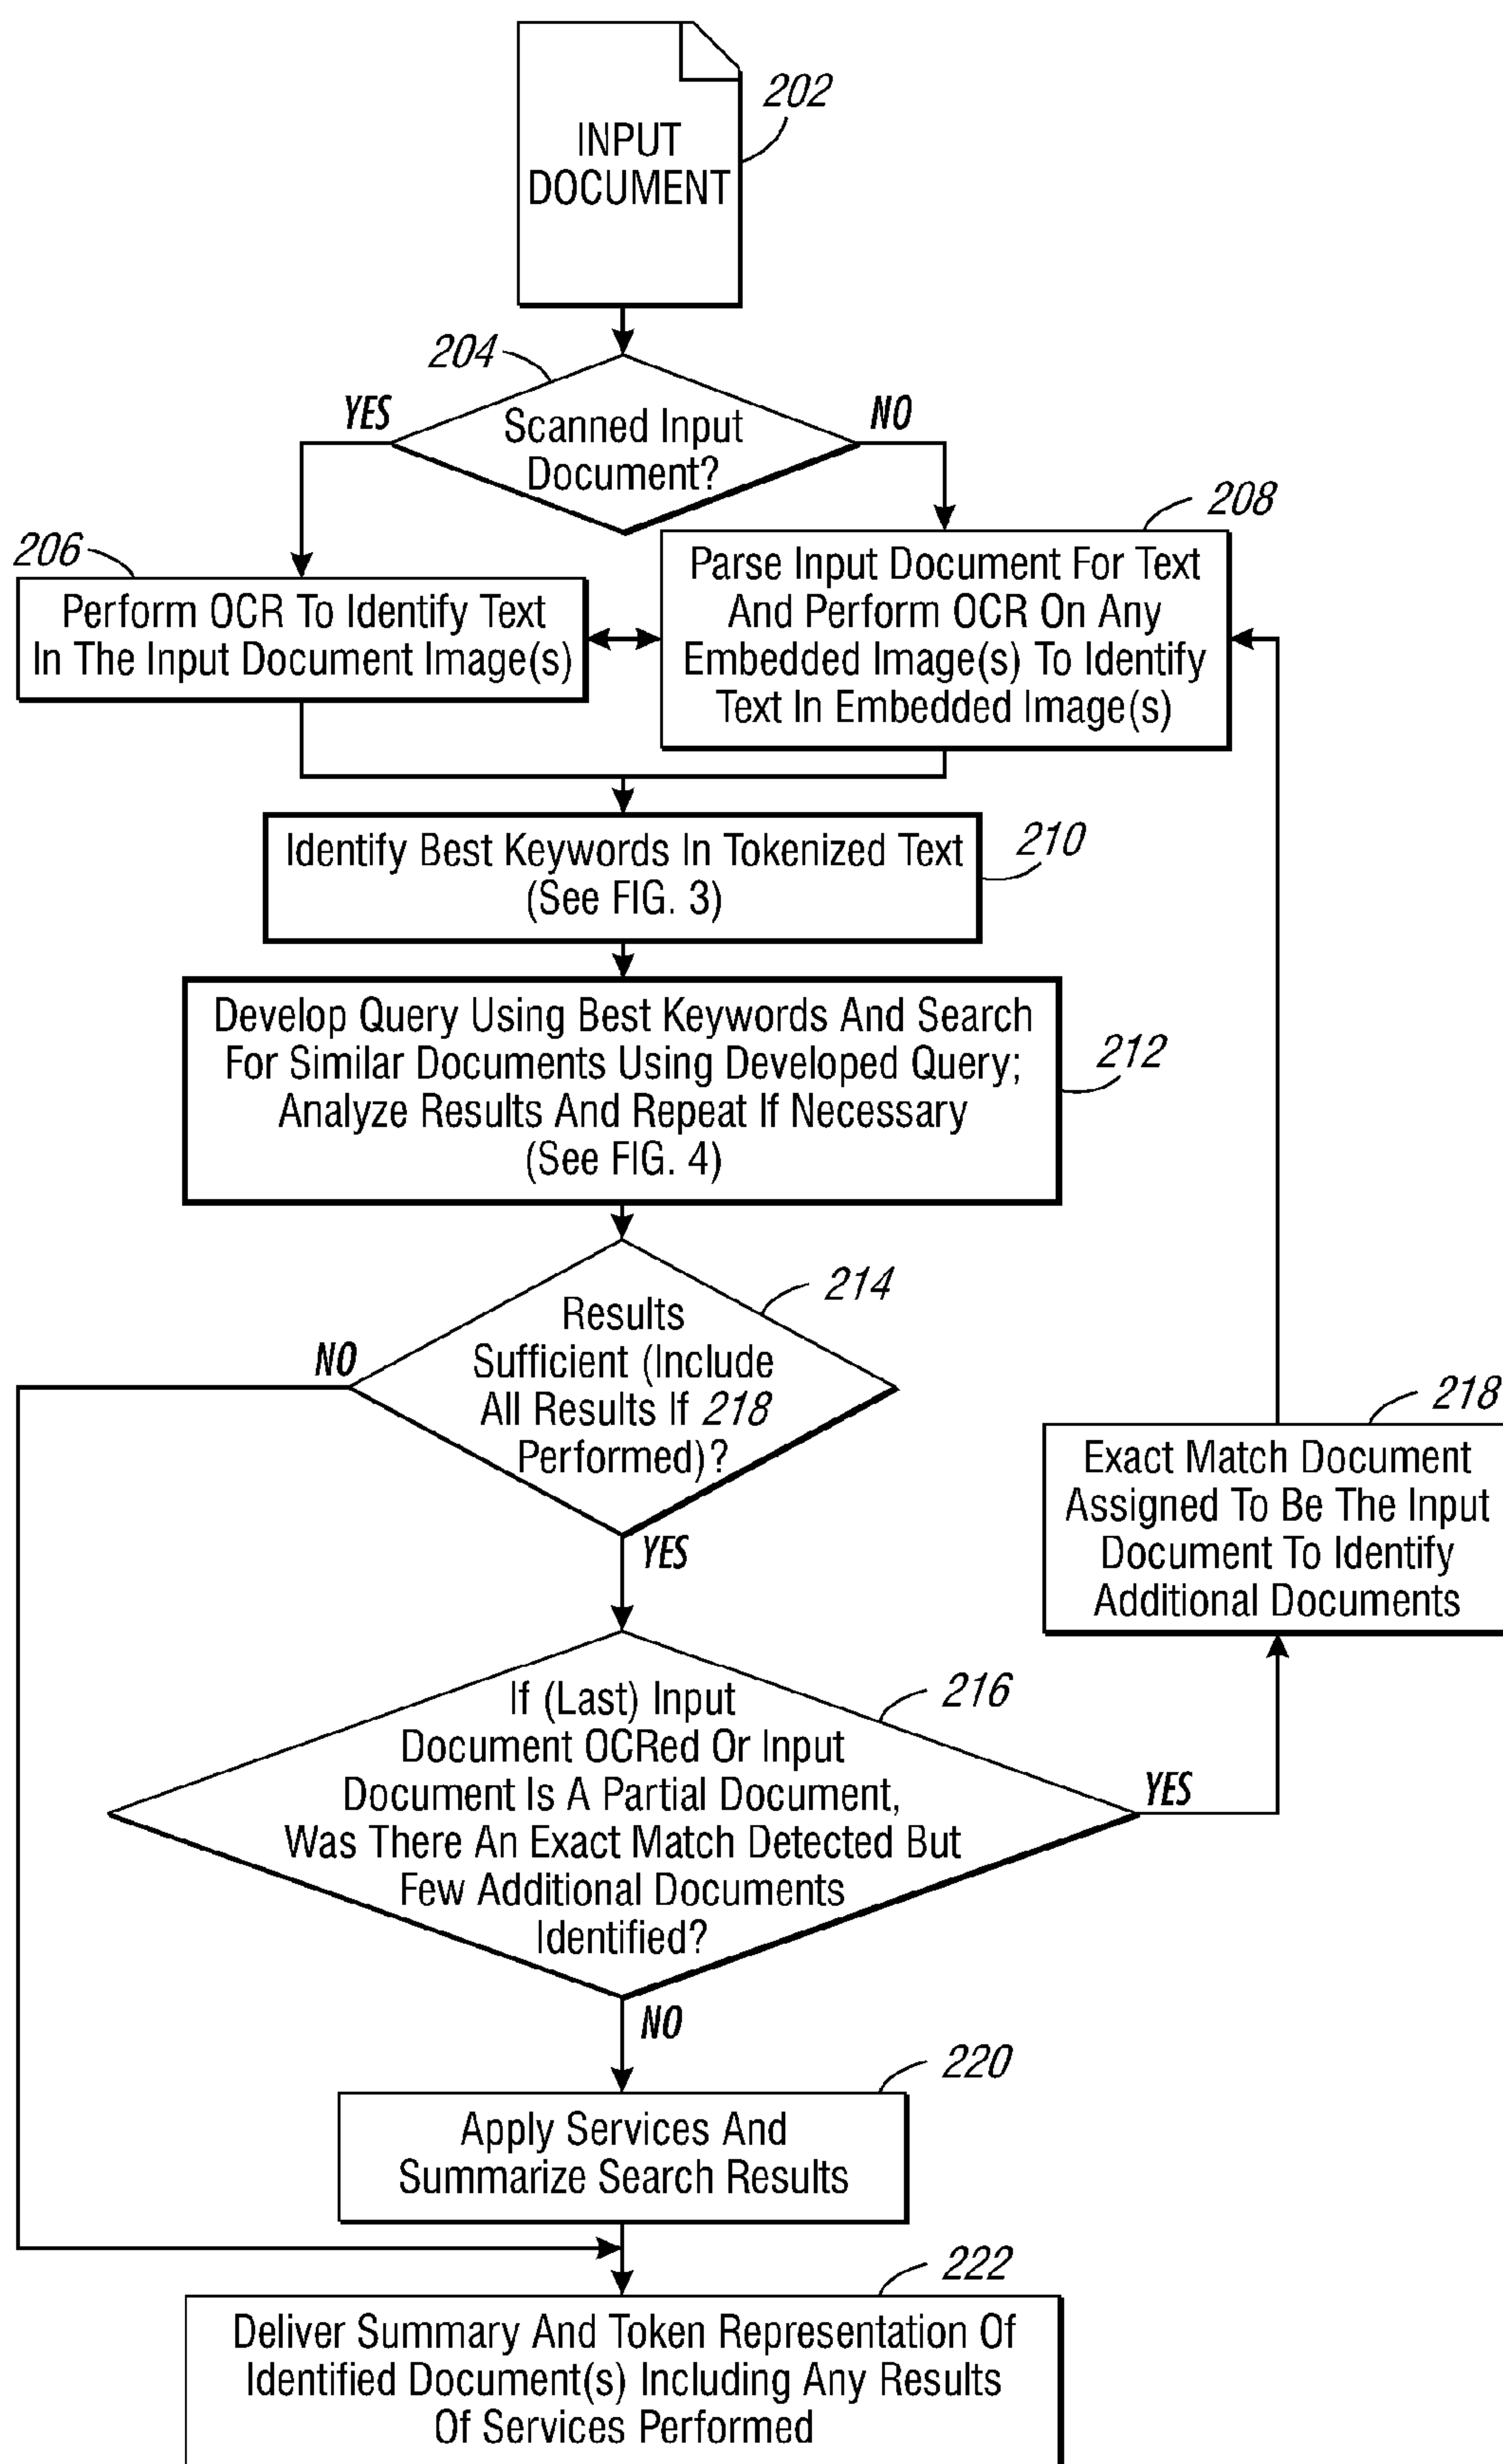 202
INPUT
DOCUMENT
204
YES
NO
Scanned Input
Document?
206
208
Perform OCR To Identify Text
In The Input Document Image(s)
Parse Input Document For Text
And Perform OCR On Any
Embedded Image(s) To Identify
Text In Embedded Image(s)
Identify Best Keywords In Tokenized Text
(See FIG. 3)
210
Develop Query Using Best Keywords And Search
For Similar Documents Using Developed Query;
Analyze Results And Repeat If Necessary
(See FIG. 4)
212
214
Results
Sufficient (Include
All Results If 218
Performed)?
NO
YES
218
Exact Match Document
Assigned To Be The Input
Document To Identify
Additional Documents
216
If (Last) Input
Document OCRed Or Input
Document Is A Partial Document,
Was There An Exact Match Detected But
Few Additional Documents
Identified?
YES
NO
220
Apply Services And
Summarize Search Results
222
Deliver Summary And Token Representation Of
Identified Document(s) Including Any Results
Of Services Performed